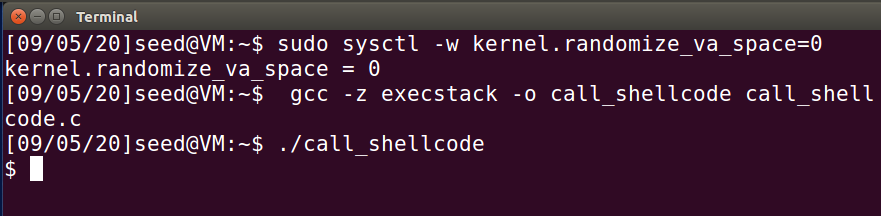 Terminal
[09/05/20]seed@VM:~$ sudo sysctl -w kernel.randomize_va_space=0
kernel.randomize_va_space = 0
[09/05/20]seed@VM:~$  gcc -z execstack -o call_shellcode call_shell
code.c
[09/05/20]seed@VM:~$ ./call_shellcode
$